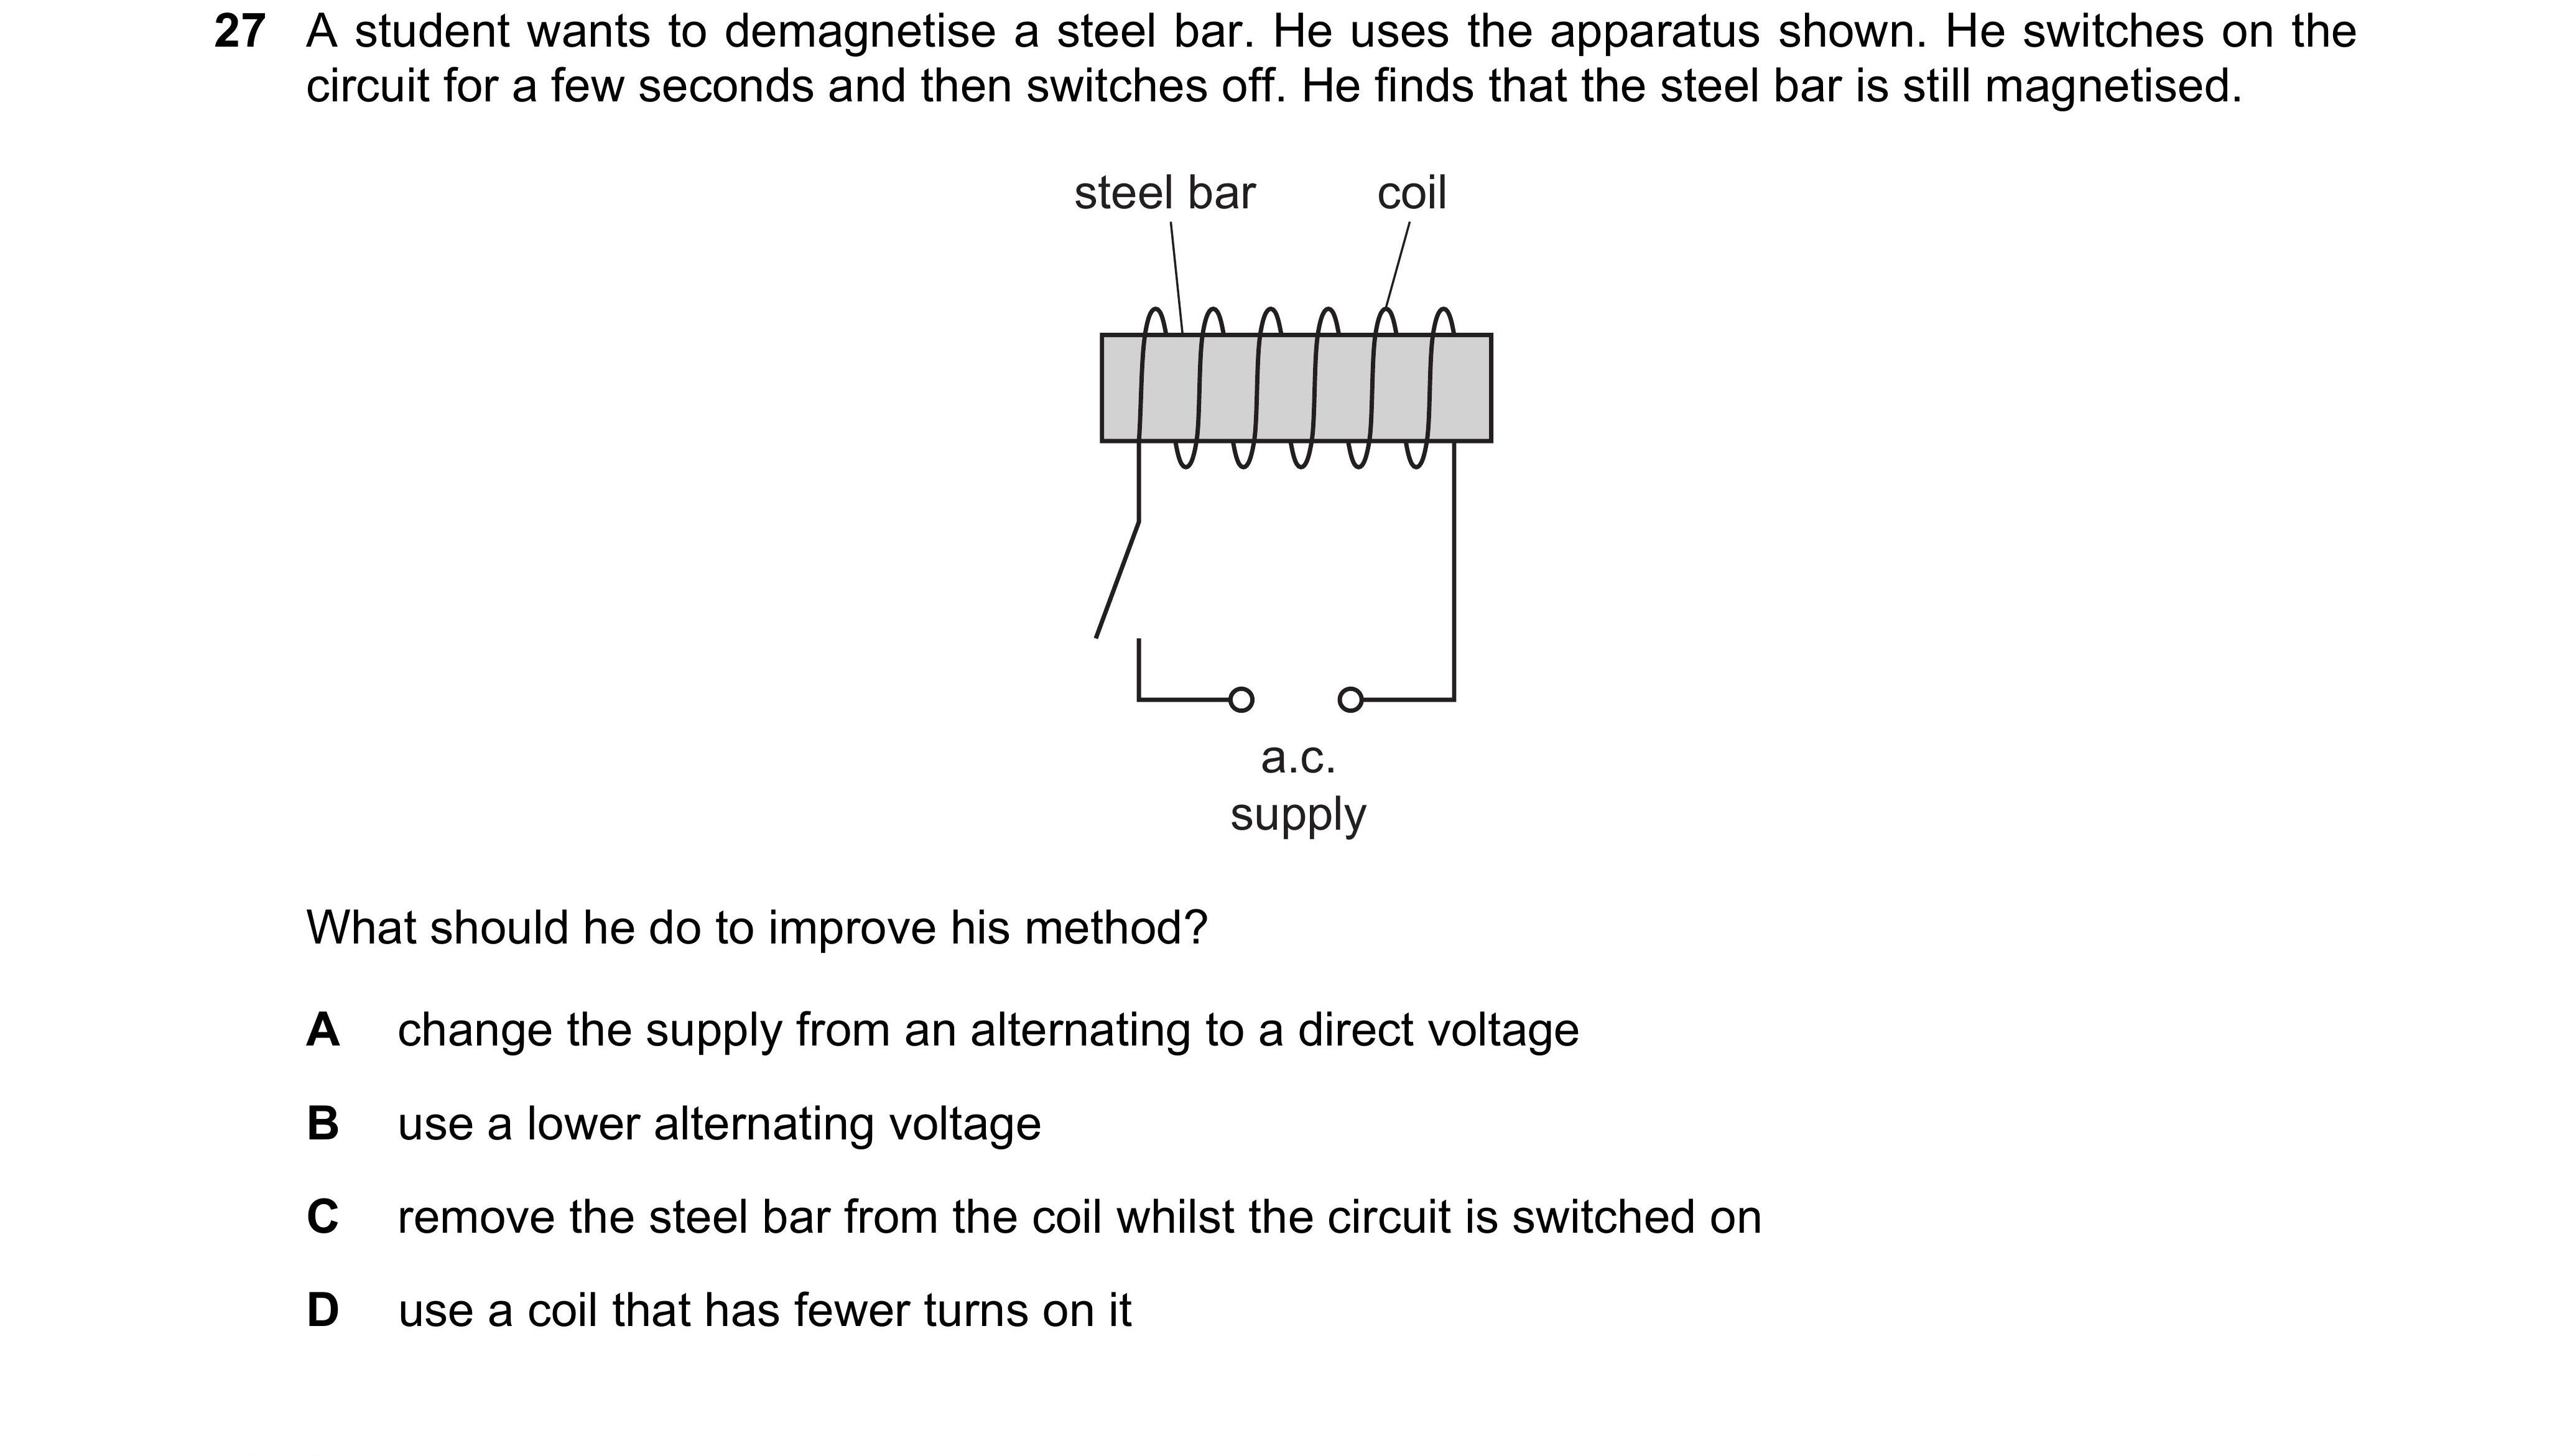 27 A student wants to demagnetise a steel bar. He uses the apparatus shown. He switches on the
circuit for a few seconds and then switches off. He finds that the steel bar is still magnetised.
steel bar coil
a.c.
supply
What should he do to improve his method?
A change the supply from an alternating to a direct voltage
B use a lower alternating voltage
C remove the steel bar from the coil whilst the circuit is switched on
D use a coil that has fewer turns on it